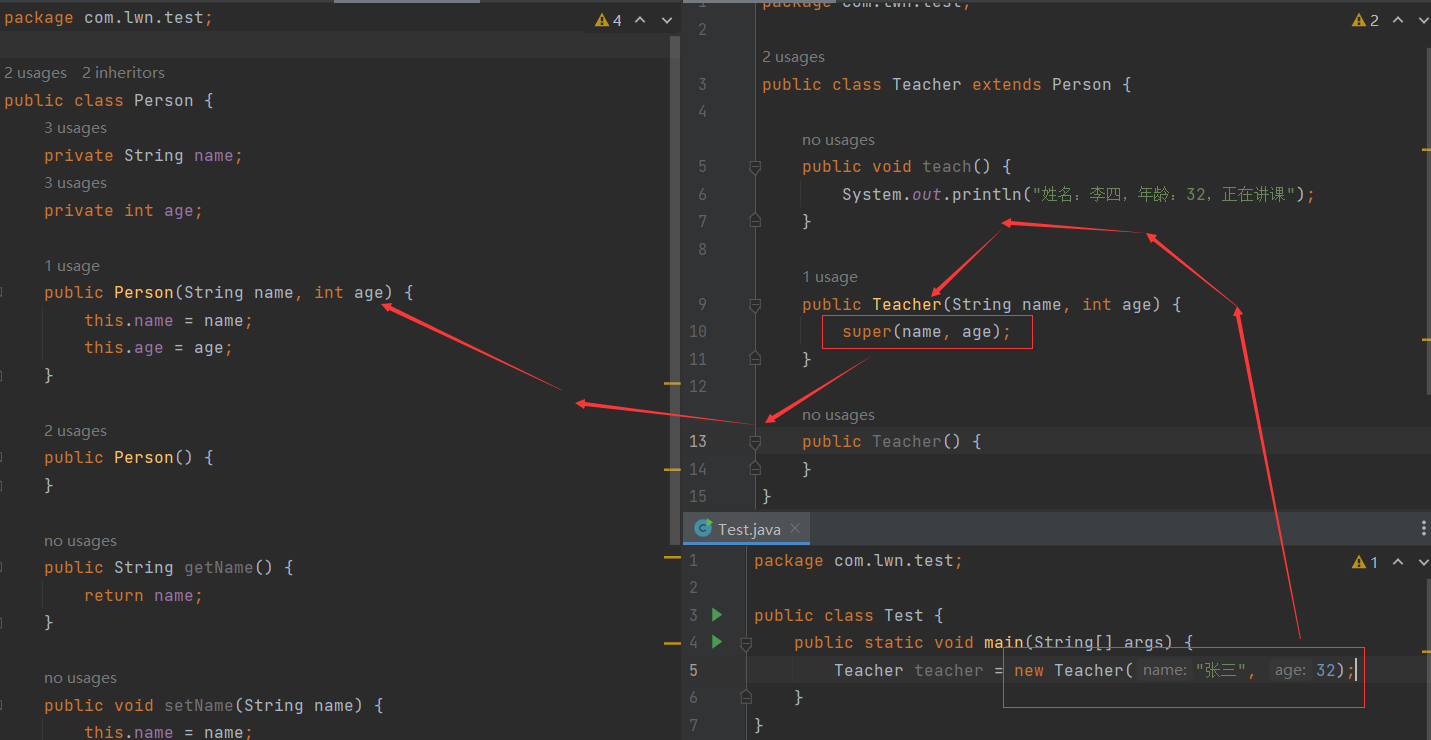 package com.lwn.test;
4
2 usages 2 inheritors
public class Person {
3 usages
private String name;
3 usages
private int age;
1 usage
public Person(String name, int age) {
this.name = name;
this.age = age;
}
2 usages
public Person() {
}
no usages
public String getName() {
return name;
}
no usages
public void setName(String name) {
this.name = name;
1 package com.lwn.test;
2
2
2 usages
3 public class Teacher extends Person {
4
no usages
5 public void teach() {
6 System.out.println("姓名：李四，年龄：32，正在讲课");
7 }
8
1 usage
9 public Teacher(String name, int age) {
10 super(name, age);
11 }
12
no usages
13 public Teacher() {
14 }
15 }
Test.java
1 package com.lwn.test;
1
2
3 public class Test {
4 public static void main(String[] args) {
5 Teacher teacher = new Teacher( name: "张三", age: 32);
6 }
7 }